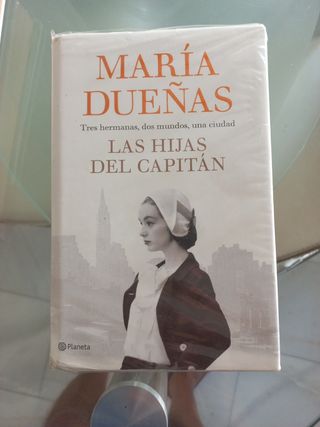 MARÍA
DUEÑAS
Tres hermanas, dos mundos, una ciudad
LAS HIJAS
DEL CAPITÁN
Planeta